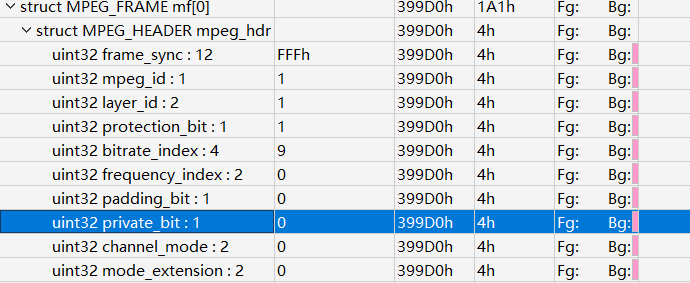 struct MPEG_FRAME mf[0] 399D0h 1A1h Fg: Bg:
struct MPEG_HEADER mpeg_hdr 399D0h 4h Fg: Bg:
uint32 frame_sync : 12 FFFh 399D0h 4h Fg: Bg:
uint32 mpeg_id : 1 1 399D0h 4h Fg: Bg:
uint32 layer_id : 2 1 399D0h 4h Fg: Bg:
uint32 protection_bit : 1 1 399D0h 4h Fg: Bg:
uint32 bitrate_index : 4 9 399D0h 4h Fg: Bg:
uint32 frequency_index : 2 0 399D0h 4h Fg: Bg:
uint32 padding_bit : 1 0 399D0h 4h Fg: Bg:
uint32 private_bit : 1 0 399D0h 4h Fg: Bg:
uint32 channel_mode : 2 0 399D0h 4h Fg: Bg:
uint32 mode_extension : 2 0 399D0h 4h Fg: Bg: